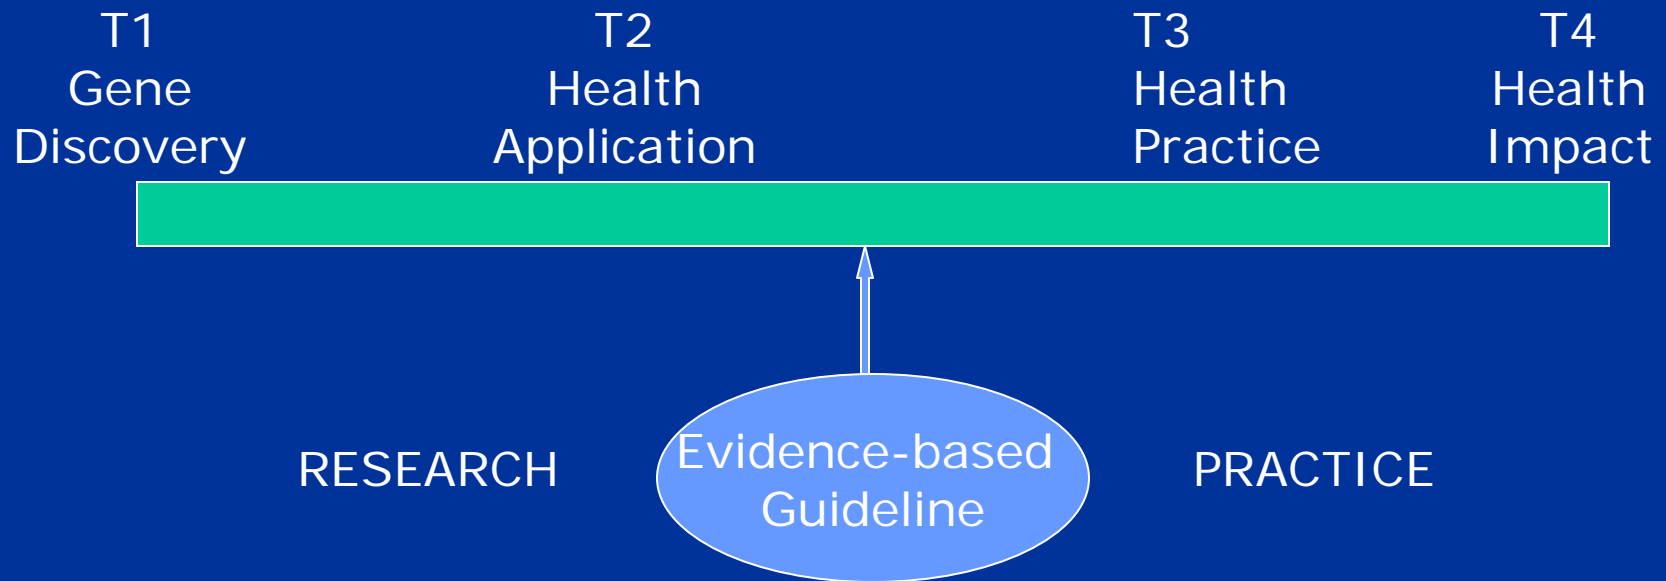 T1
Gene
Discovery
T2
Health
Application
T3
Health
Practice
T4
Health
Impact
RESEARCH
Evidence-based
Guideline
PRACTICE